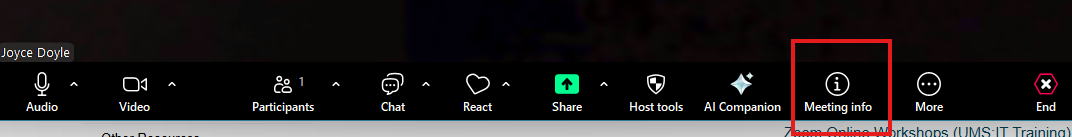 Joyce Doyle
1
Audio Video Participants Chat React Share Host tools AI Companion Meeting info More End
Other Resources
Zoom Online Workshops (UMS:IT Training)